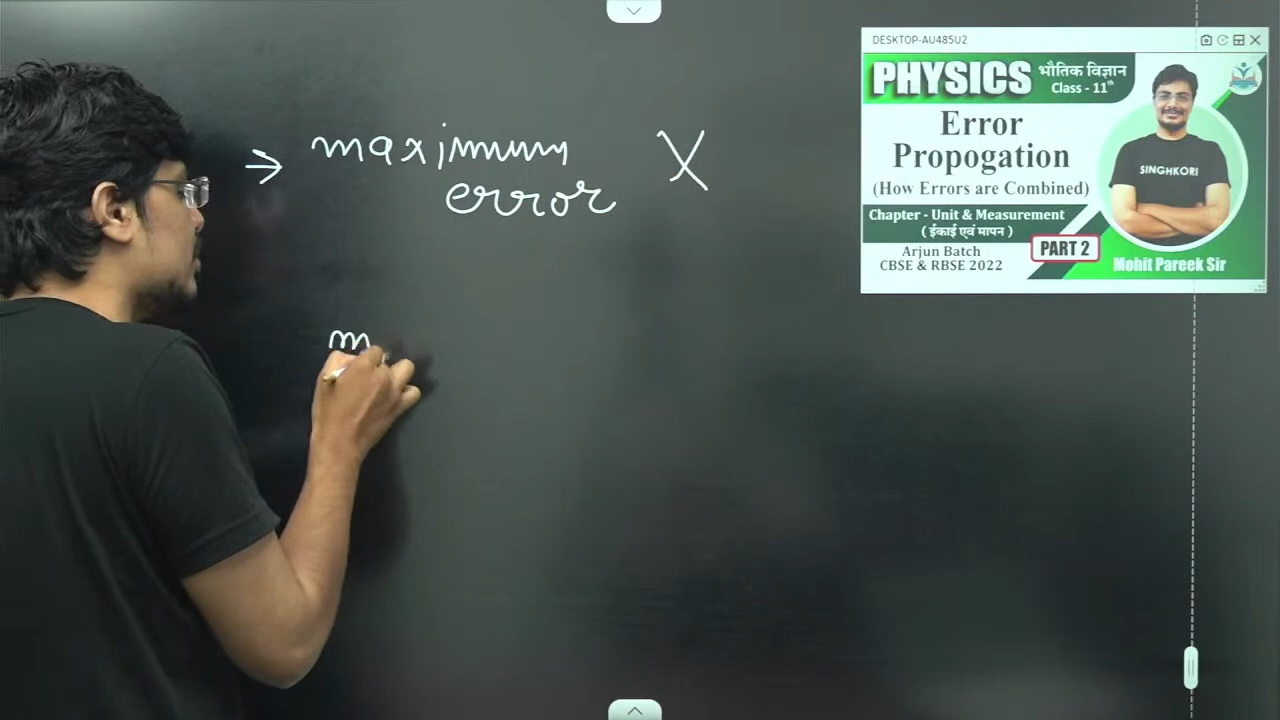 → maximum X
error
m
DESKTOP-AU485U2
PHYSICS भौतिक विज्ञान
Class - 11th
Error
Propogation
(How Errors are Combined)
Chapter - Unit & Measurement
( ईकाई एवं मापन )
Arjun Batch
CBSE & RBSE 2022
PART 2
SINGHKORI
Mohit Pareek Sir